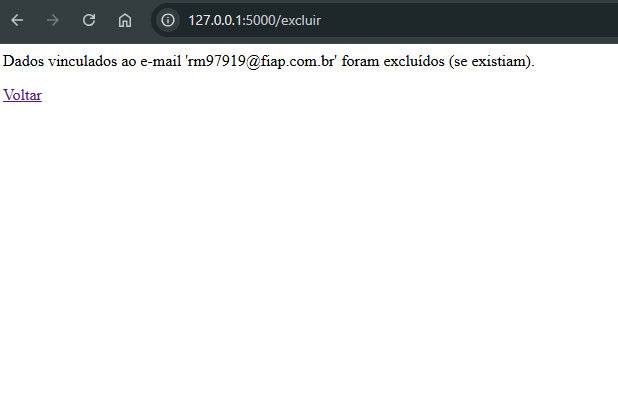 127.0.0.1:5000/excluir
Dados vinculados ao e-mail 'rm97919@fiap.com.br' foram excluídos (se existiam).
Voltar